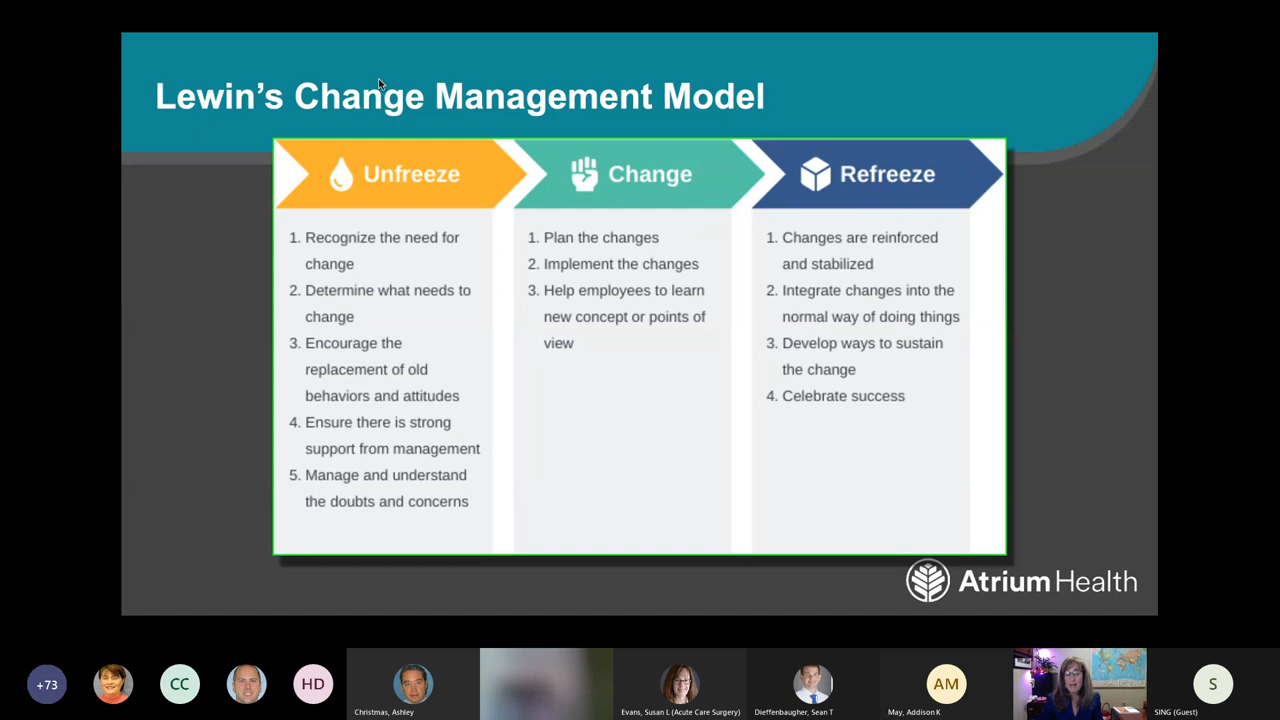 Lewin’s Change Management Model
Unfreeze
1. Recognize the need for
change
2. Determine what needs to
change
3. Encourage the
replacement of old
behaviors and attitudes
4. Ensure there is strong
support from management
5. Manage and understand
the doubts and concerns
Change
1. Plan the changes
2. Implement the changes
3. Help employees to learn
new concept or points of
view
Refreeze
1. Changes are reinforced
and stabilized
2. Integrate changes into the
normal way of doing things
3. Develop ways to sustain
the change
4. Celebrate success
Atrium Health
+73
CC
HD
Christmas, Ashley
Evans, Susan L (Acute Care Surgery)
Dieffenbaugher, Sean T
AM
May, Addison K
S
SING (Guest)